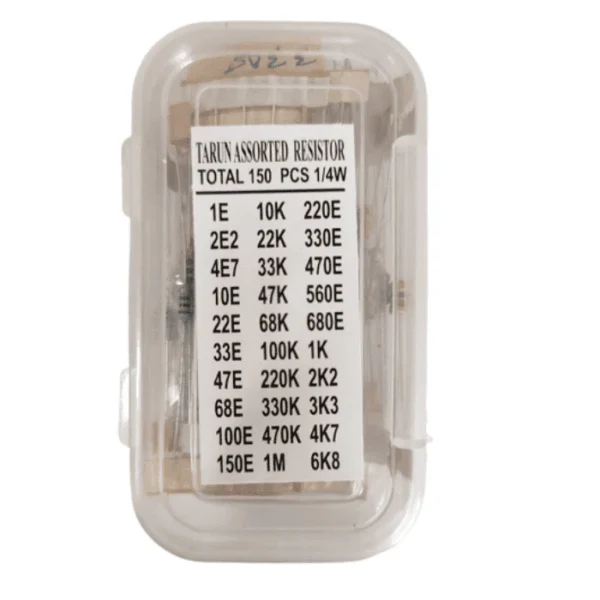 5V22
TARUN ASSORTED RESISTOR
TOTAL 150 PCS 1/4W
1E 10K 220E
2E2 22K 330E
4E7 33K 470E
10E 47K 560E
22E 68K 680E
33E 100K 1K
47E 220K 2K2
68E 330K 3K3
100E 470K 4K7
150E 1M 6K8